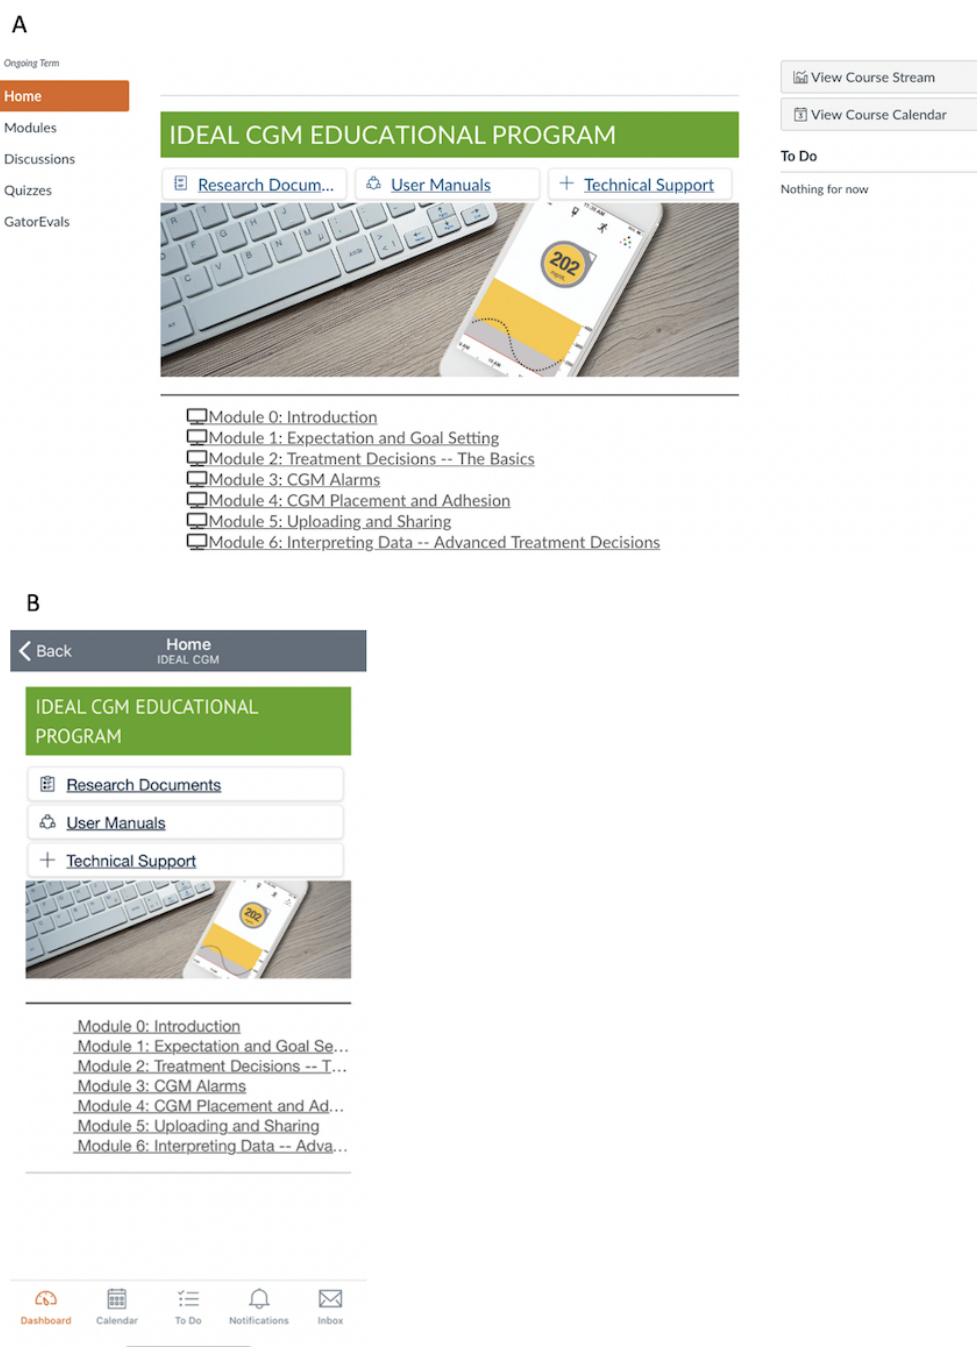 A
Ongoing Term
Home
Modules
Discussions
Quizzes
GatorEvals
IDEAL CGM EDUCATIONAL PROGRAM
Research Docum...
User Manuals
Technical Support
202
Module 0: Introduction
Module 1: Expectation and Goal Setting
Module 2: Treatment Decisions -- The Basics
Module 3: CGM Alarms
Module 4: CGM Placement and Adhesion
Module 5: Uploading and Sharing
Module 6: Interpreting Data -- Advanced Treatment Decisions
View Course Stream
View Course Calendar
To Do
Nothing for now
B
Back
Home
IDEAL CGM
IDEAL CGM EDUCATIONAL
PROGRAM
Research Documents
User Manuals
Technical Support
202
Module 0: Introduction
Module 1: Expectation and Goal Se...
Module 2: Treatment Decisions -- T...
Module 3: CGM Alarms
Module 4: CGM Placement and Ad...
Module 5: Uploading and Sharing
Module 6: Interpreting Data -- Adva...
Dashboard
Calendar
To Do
Notifications
Inbox